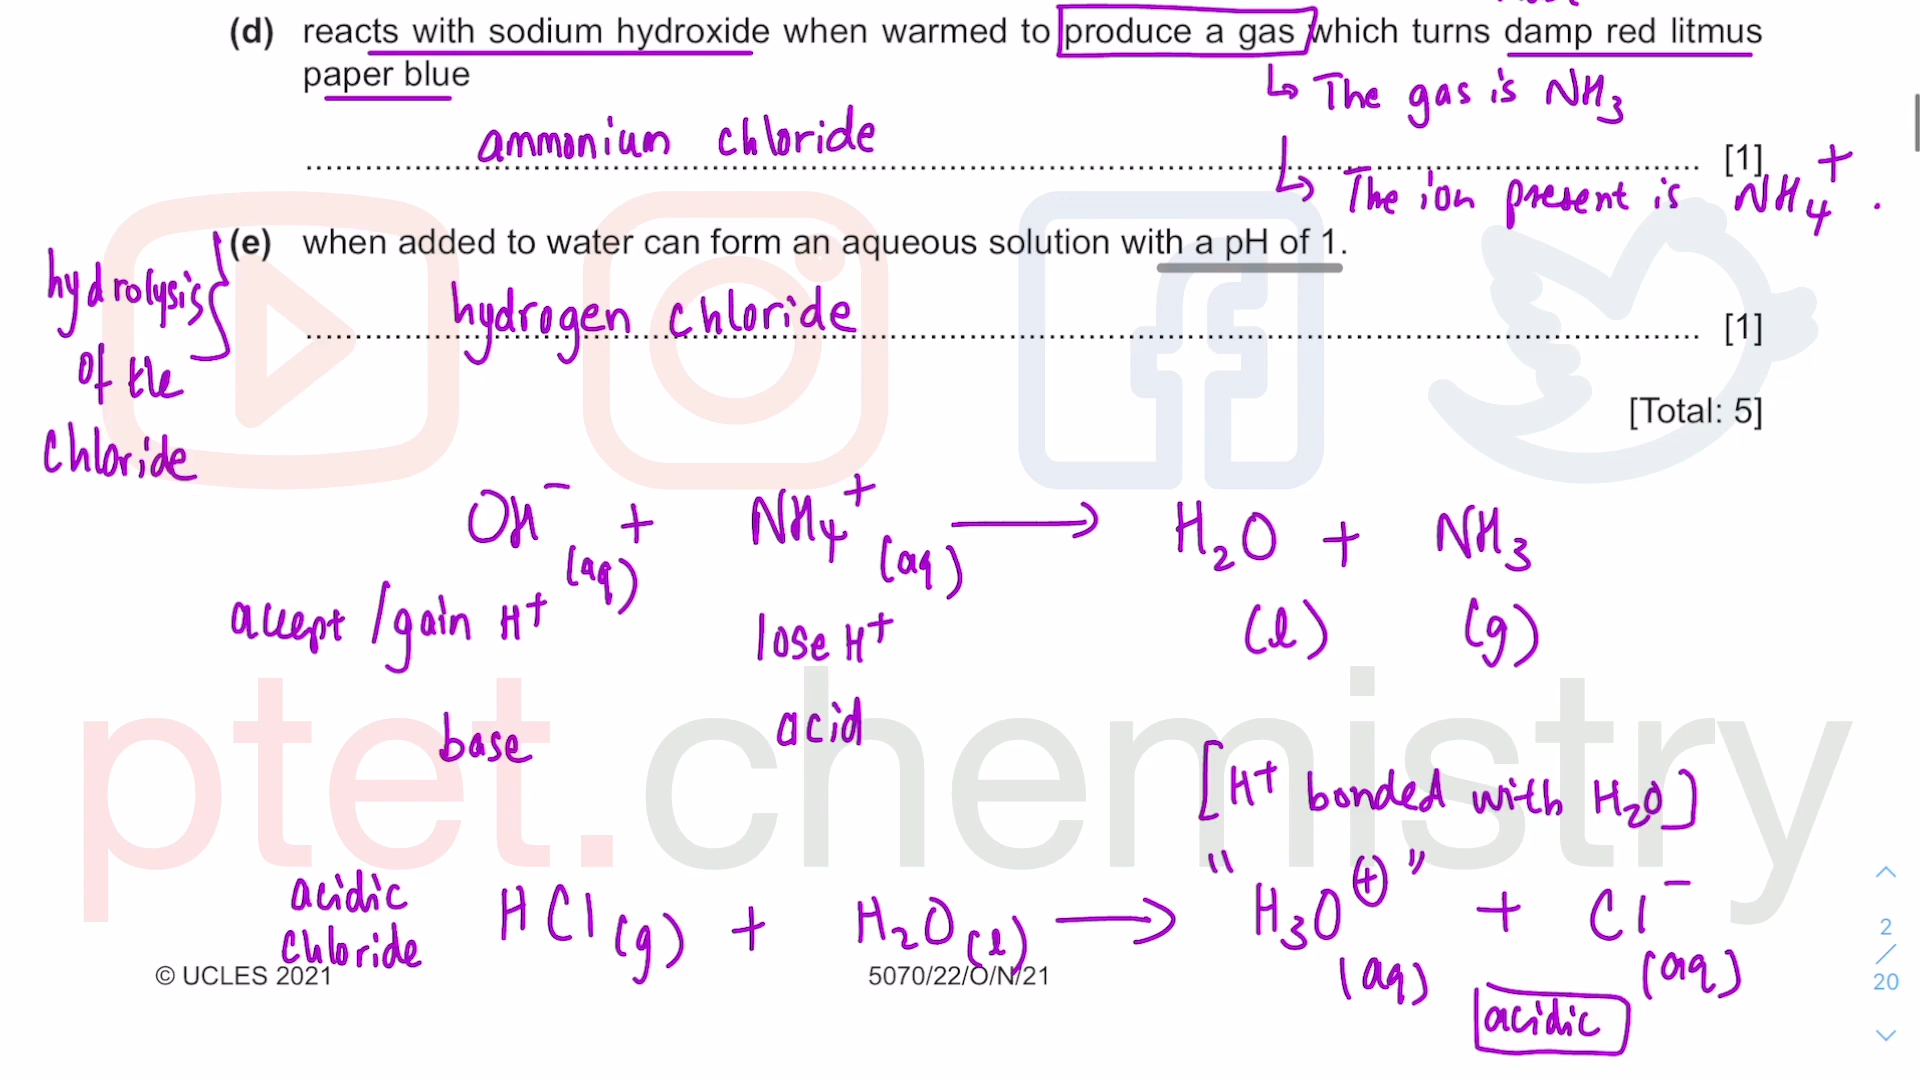 (d) reacts with sodium hydroxide when warmed to produce a gas which turns damp red litmus
paper blue
↳ The gas is NH₃
ammonium chloride
[1]
↳ The ion present is NH₄⁺.
(e) when added to water can form an aqueous solution with a pH of 1.
hydrolysis
of the
chloride
hydrogen chloride
[1]
[Total: 5]
OH⁻(aq) + NH₄⁺(aq) ⟶ H₂O(l) + NH₃(g)
accept / gain H⁺ lose H⁺
base acid
ptet.chemistry
[H⁺ bonded with H₂O]
acidic
chloride
HCl(g) + H₂O(l) ⟶ "H₃O⁺"(aq) + Cl⁻(aq)
acidic
© UCLES 2021 5070/22/O/N/21
2
/
20